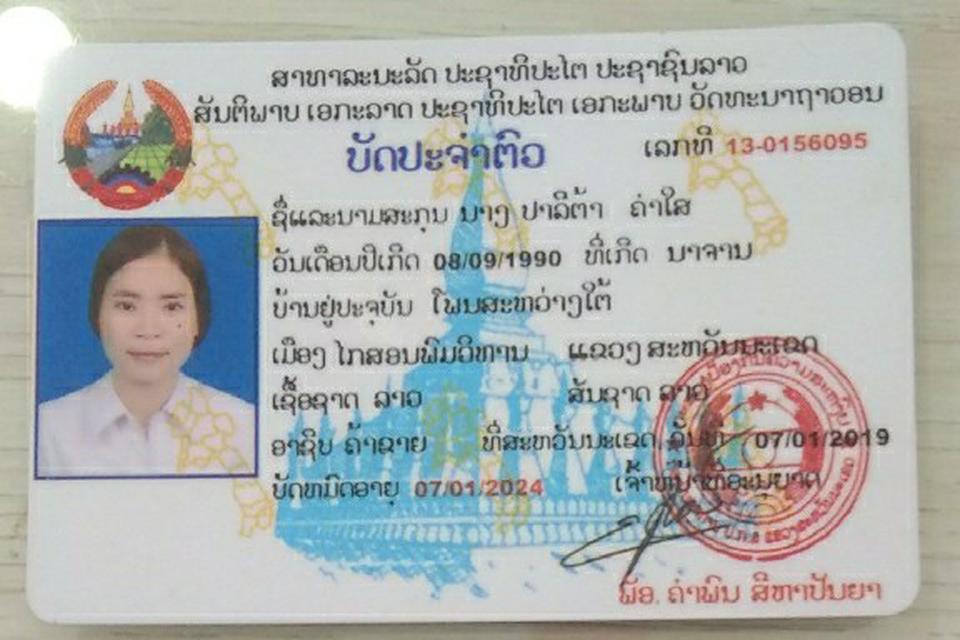 ສາທາລະນະລັດ ປະຊາທິປະໄຕ ປະຊາຊົນລາວ
ສັນຕິພາບ ເອກະລາດ ປະຊາທິປະໄຕ ເອກະພາບ ວັດທະນາຖາວອນ
ບັດປະຈຳຕົວ ເລກທີ 13-0156095
ຊື່ແລະນາມສະກຸນ ນາງ ປາລີຕ້າ ຄຳໃສ
ວັນເດືອນປີເກີດ 08/09/1990 ທີ່ເກີດ ນາຈານ
ບ້ານຢູ່ປະຈຸບັນ ໂພນສະຫວ່າງໃຕ້
ເມືອງ ໄກສອນພົມວິຫານ ແຂວງ ສະຫວັນນະເຂດ
ເຊື້ອຊາດ ລາວ ສັນຊາດ ລາວ
ອາຊີບ ຄ້າຂາຍ ທີ່ສະຫວັນນະເຂດ, ວັນທີ 07/01/2019
ບັດຫມົດອາຍຸ 07/01/2024 ເຈົ້າຫນ້າທີ່ອະນຸຍາດ
ພັອ. ຄຳພົນ ສີຫາປັນຍາ